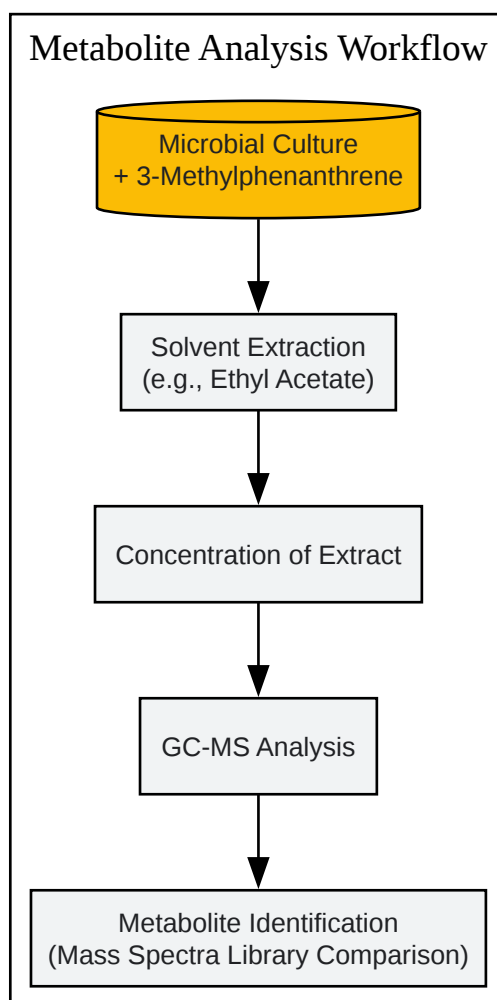 Metabolite Analysis Workflow
Microbial Culture
+ 3-Methylphenanthrene
Solvent Extraction
(e.g., Ethyl Acetate)
Concentration of Extract
GC-MS Analysis
Metabolite Identification
(Mass Spectra Library Comparison)